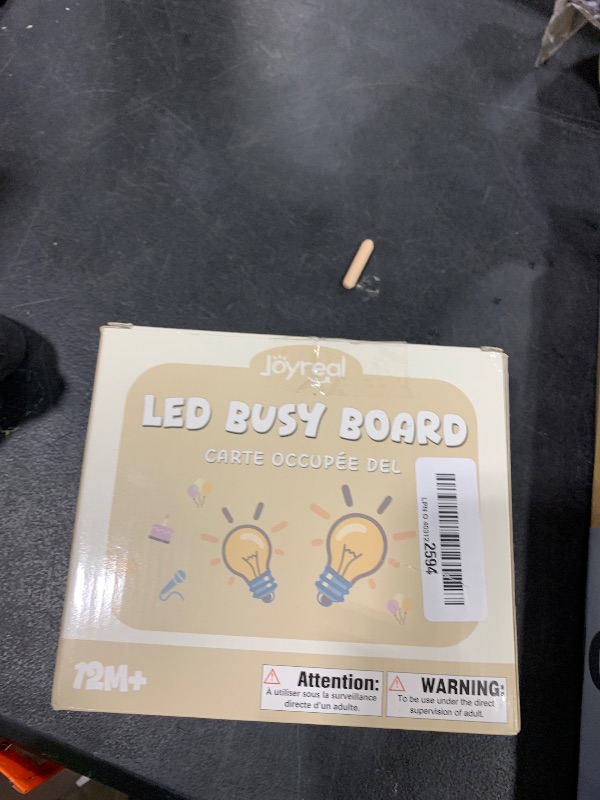 Joyreal
LED BUSY BOARD
CARTE OCCUPÉE DEL
LPN G 40312 2594
12M+
Attention:
À utiliser sous la surveillance
directe d'un adulte.
WARNING:
To be use under the direct
supervision of adult.